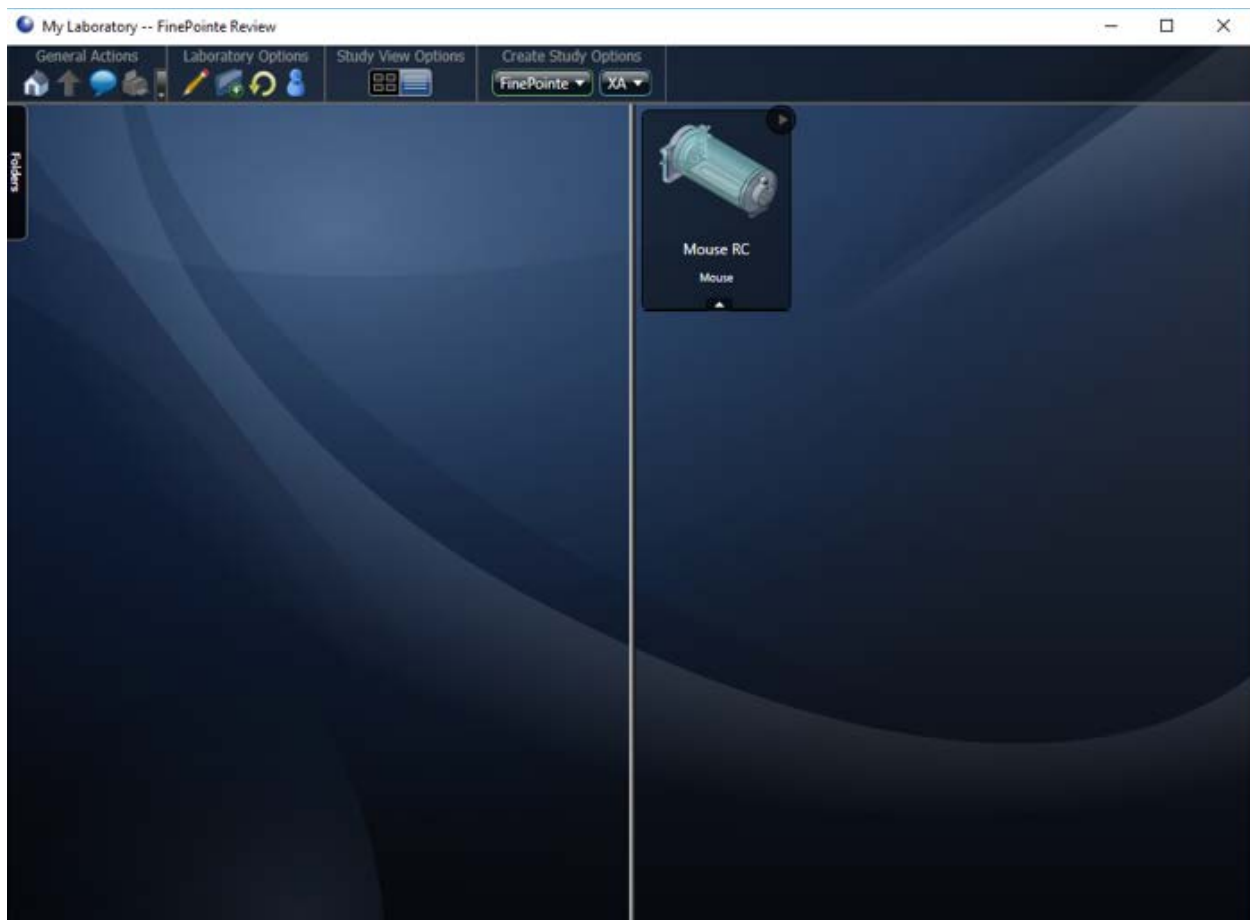 My Laboratory -- FinePointe Review
General Actions
Laboratory Options
Study View Options
Create Study Options
FinePointe
XA
Folders
Mouse RC
Mouse